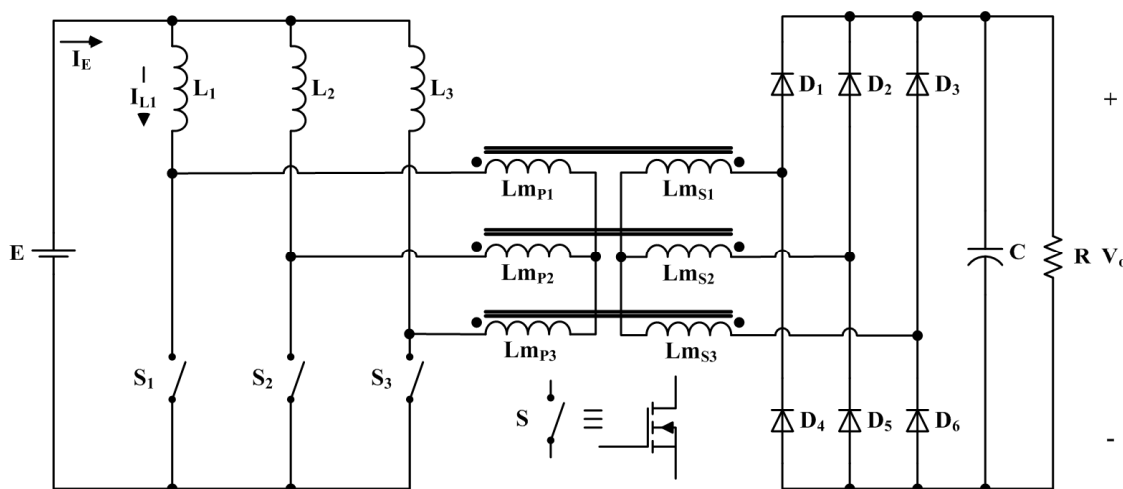 I_E
I_L1
L_1
L_2
L_3
D_1
D_2
D_3
+
Lm_P1
Lm_S1
E
Lm_P2
Lm_S2
C
R
Lm_P3
Lm_S3
S_1
S_2
S_3
S
D_4
D_5
D_6
-